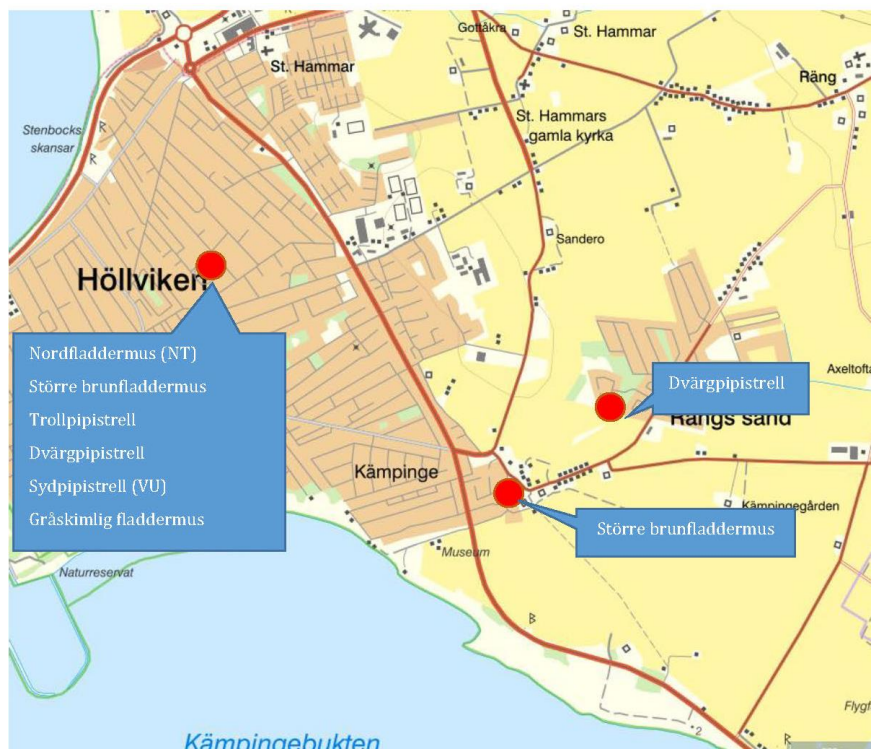 Gottåkra
St. Hammar
St. Hammar
Räng
Stenbocks
skansar
St. Hammars
gamla kyrka
Sandero
Höllviken
Nordfladdermus (NT)
Större brunfladdermus
Trollpipistrell
Dvärgpipistrell
Sydpipistrell (VU)
Gråskimlig fladdermus
Dvärgpipistrell
Axeltofta
Rängs sand
Kämpinge
Kämpingegården
Större brunfladdermus
Museum
Naturreservat
2
Kämpingebukten